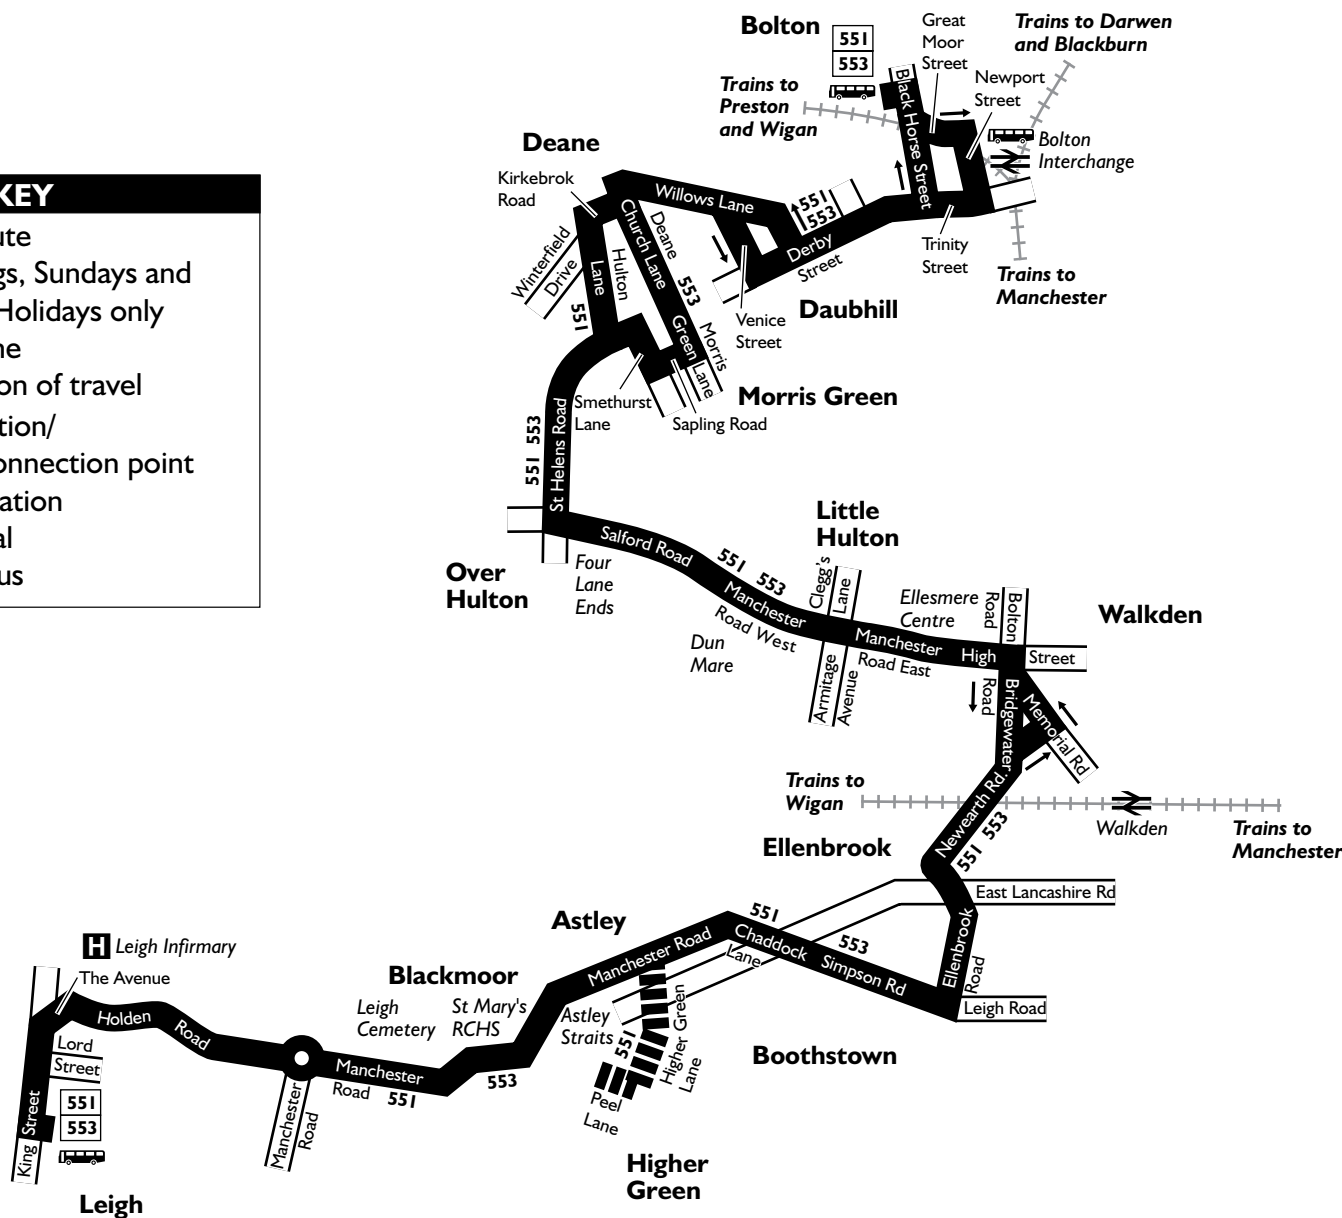 KEY
ute
gs, Sundays and
Holidays only
ne
on of travel
tion/
onnection point
ation
al
us
Bolton
551
553
Great
Moor
Street
Trains to Darwen
and Blackburn
Trains to
Preston
and Wigan
Newport
Street
Black Horse Street
Bolton
Interchange
Deane
Kirkebrok
Road
Willows Lane
551
553
Derby
Street
Trinity
Street
Trains to
Manchester
Winterfield
Drive
Hulton
Lane
Deane
Church Lane
553
551
Venice
Street
Daubhill
Morris
Green Lane
Morris Green
Smethurst
Lane
Sapling Road
St Helens Road
551 553
Over
Hulton
Salford Road
Four
Lane
Ends
551 553
Little
Hulton
Clegg's
Lane
Manchester
Road West
Dun
Mare
Armitage
Avenue
Ellesmere
Centre
Manchester
Road East
Bolton
Road
Walkden
High
Street
Bridgewater
Road
Memorial Rd
Trains to
Wigan
Newearth Rd.
551 553
Walkden
Trains to
Manchester
Ellenbrook
East Lancashire Rd
Ellenbrook
Road
Leigh Road
Astley
551
Chaddock
Lane
553
Simpson Rd
Manchester Road
Boothstown
Blackmoor
Leigh
Cemetery
St Mary's
RCHS
Astley
Straits
551
Higher Green
Lane
Peel
Lane
Higher
Green
H Leigh Infirmary
The Avenue
Holden
Road
Lord
Street
Manchester
Road
551
553
Manchester
Road
King Street
551
553
Leigh